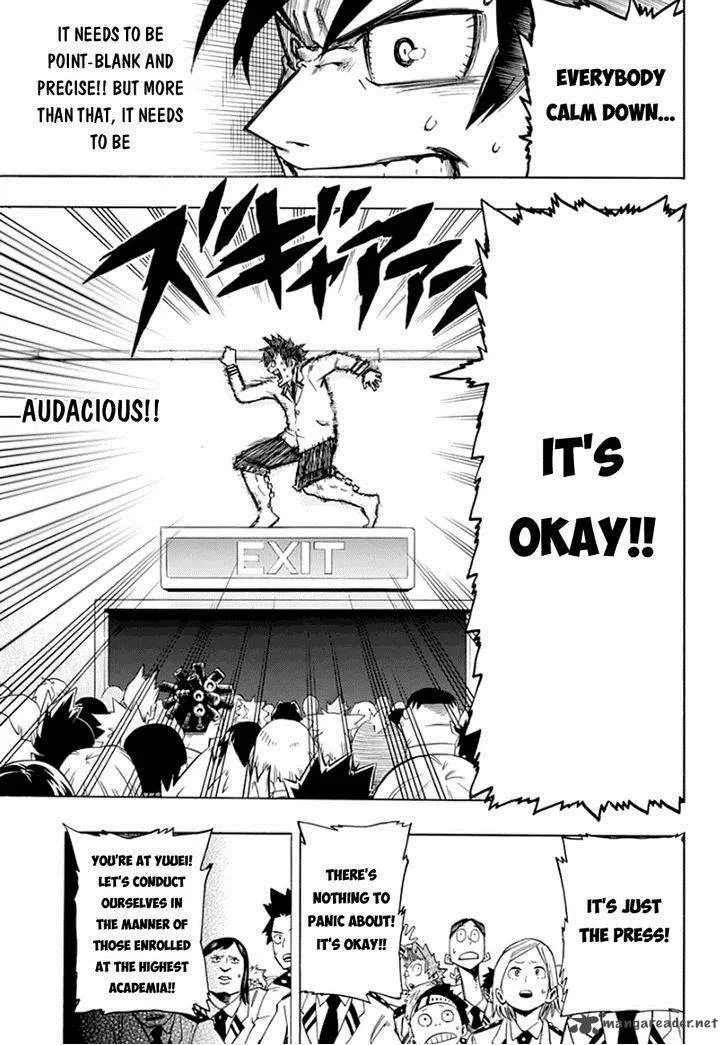 EVERYBODY
CALM DOWN...
IT NEEDS TO BE
POINT-BLANK AND
PRECISE!! BUT MORE
THAN THAT, IT NEEDS
TO BE
IT'S
OKAY!!
ズギャアアアン
AUDACIOUS!!
EXIT
IT'S JUST
THE PRESS!
THERE'S
NOTHING TO
PANIC ABOUT!
IT'S OKAY!!
YOU'RE AT YUUEI!
LET'S CONDUCT
OURSELVES IN
THE MANNER OF
THOSE ENROLLED
AT THE HIGHEST
ACADEMIA!!
mangareader.net